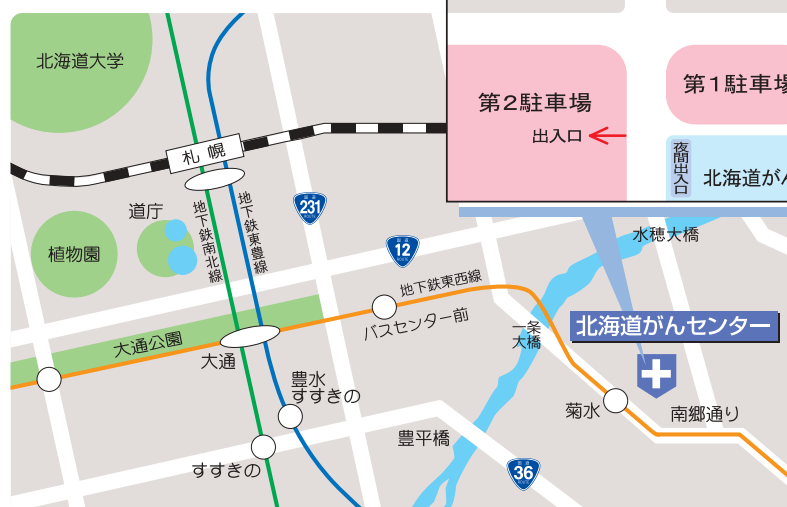 北海道大学
第2駐車場
第1駐車場
出入口
夜間出入口
北海道がん
札幌
地下鉄南北線
地下鉄東豊線
231
道庁
植物園
12
水穂大橋
地下鉄東西線
バスセンター前
一条
大橋
北海道がんセンター
大通公園
大通
豊水
すすきの
菊水
南郷通り
豊平橋
すすきの
36